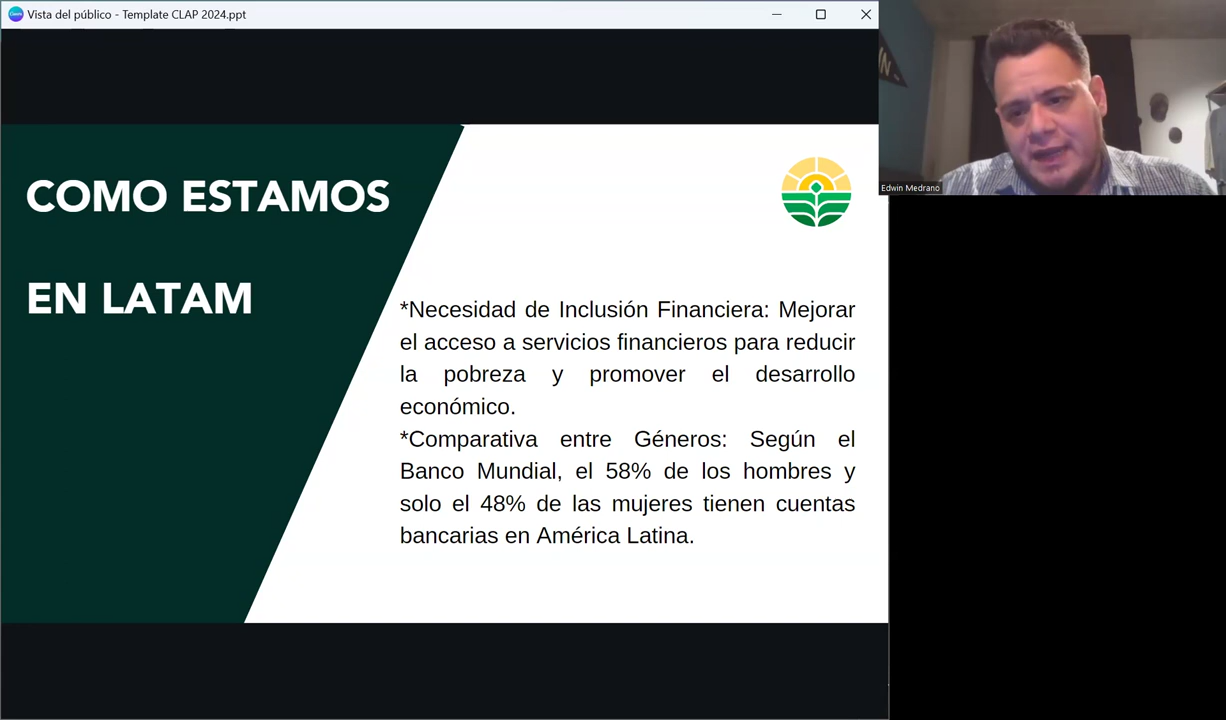 Vista del público - Template CLAP 2024.ppt
COMO ESTAMOS
EN LATAM
*Necesidad de Inclusión Financiera: Mejorar
el acceso a servicios financieros para reducir
la pobreza y promover el desarrollo
económico.
*Comparativa entre Géneros: Según el
Banco Mundial, el 58% de los hombres y
solo el 48% de las mujeres tienen cuentas
bancarias en América Latina.
Edwin Medrano